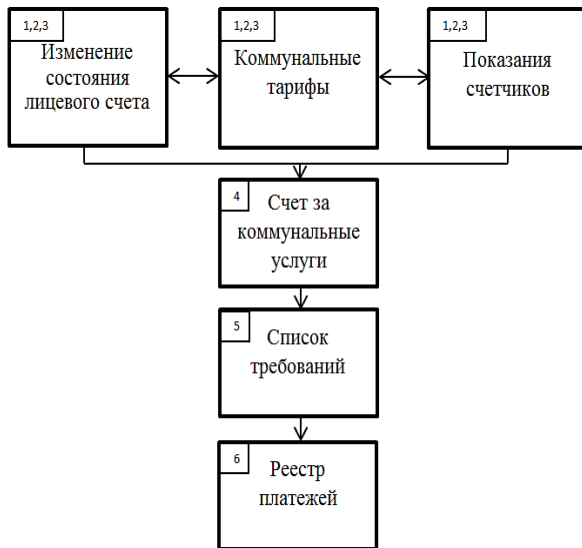 1,2,3
Изменение
состояния
лицевого счета
1,2,3
Коммунальные
тарифы
1,2,3
Показания
счетчиков
4
Счет за
коммунальные
услуги
5
Список
требований
6
Реестр
платежей